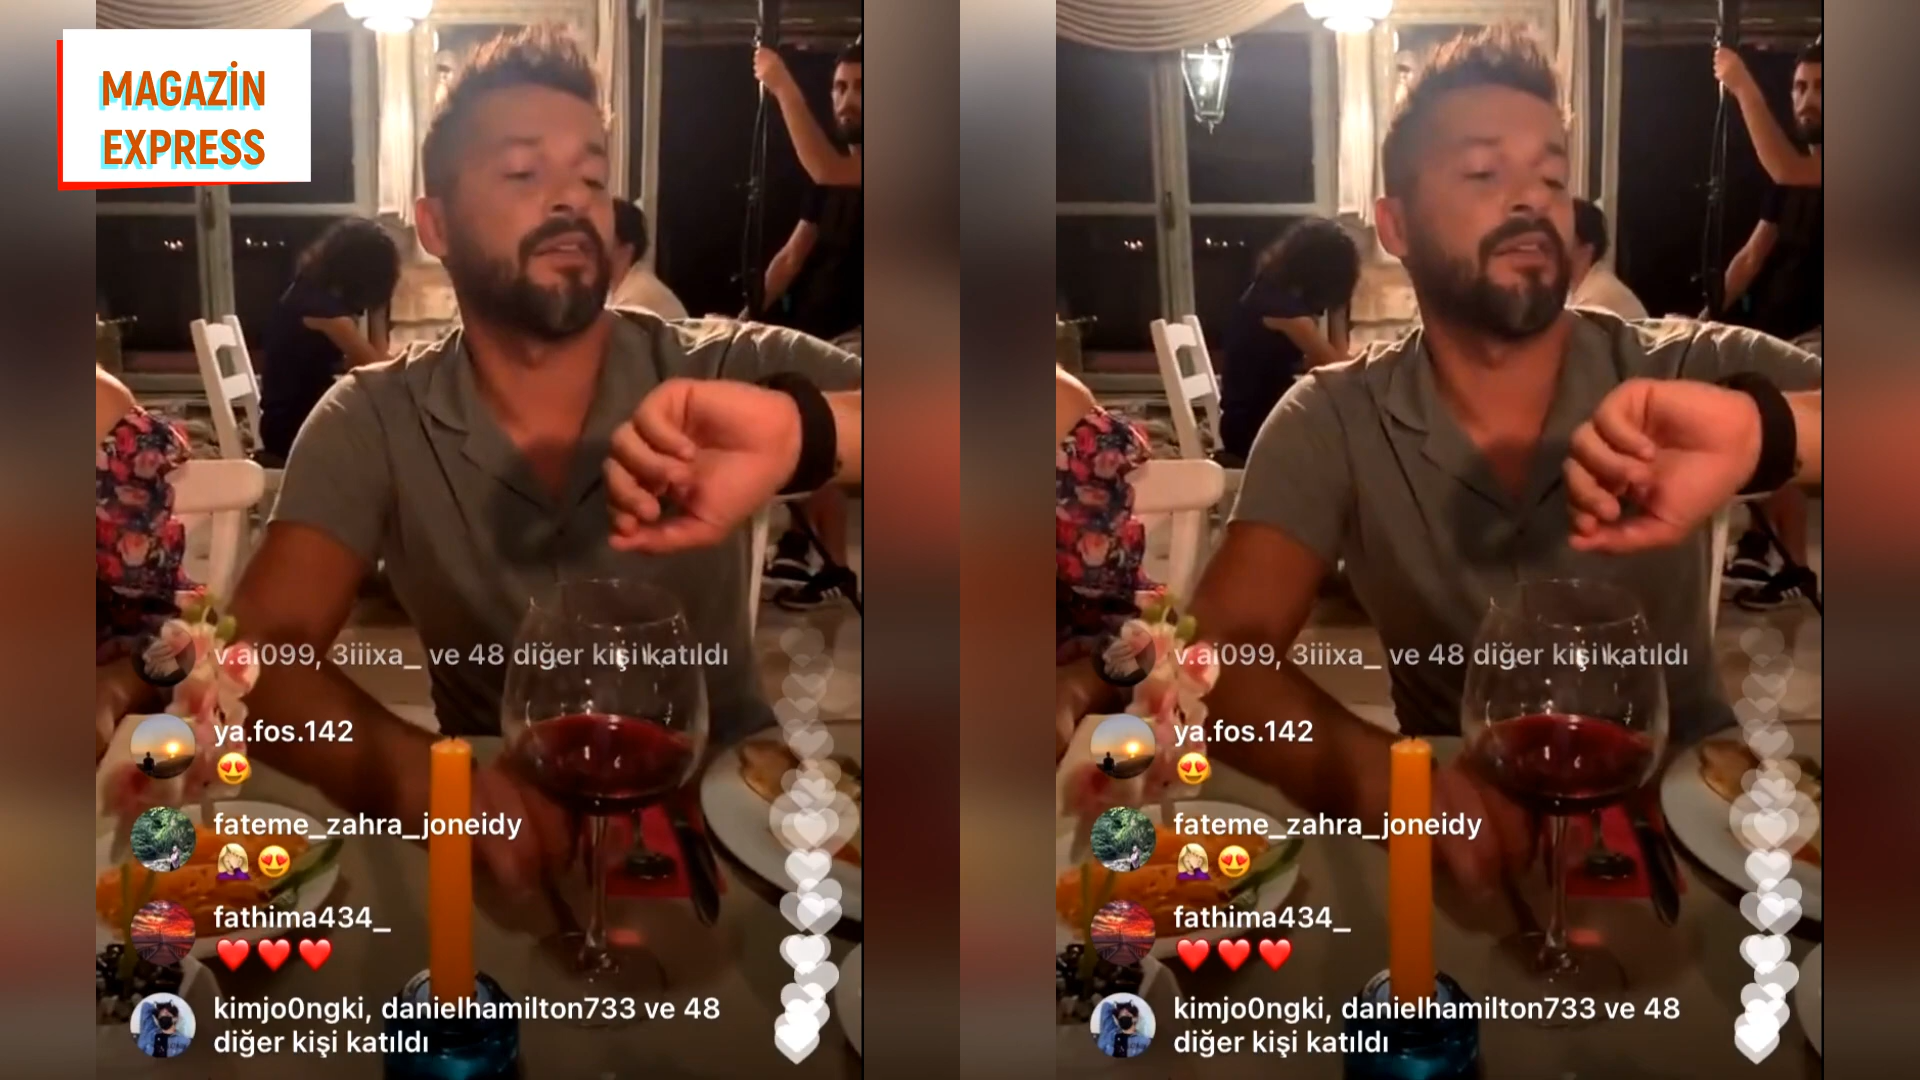 MAGAZİN
EXPRESS
v.ai099, 3iiixa_ ve 48 diğer kişi katıldı
ya.fos.142
😍
fateme_zahra_joneidy
🤦🏼‍♀️😍
fathima434_
❤️❤️❤️
kimjo0ngki, danielhamilton733 ve 48
diğer kişi katıldı
v.ai099, 3iiixa_ ve 48 diğer kişi katıldı
ya.fos.142
😍
fateme_zahra_joneidy
🤦🏼‍♀️😍
fathima434_
❤️❤️❤️
kimjo0ngki, danielhamilton733 ve 48
diğer kişi katıldı